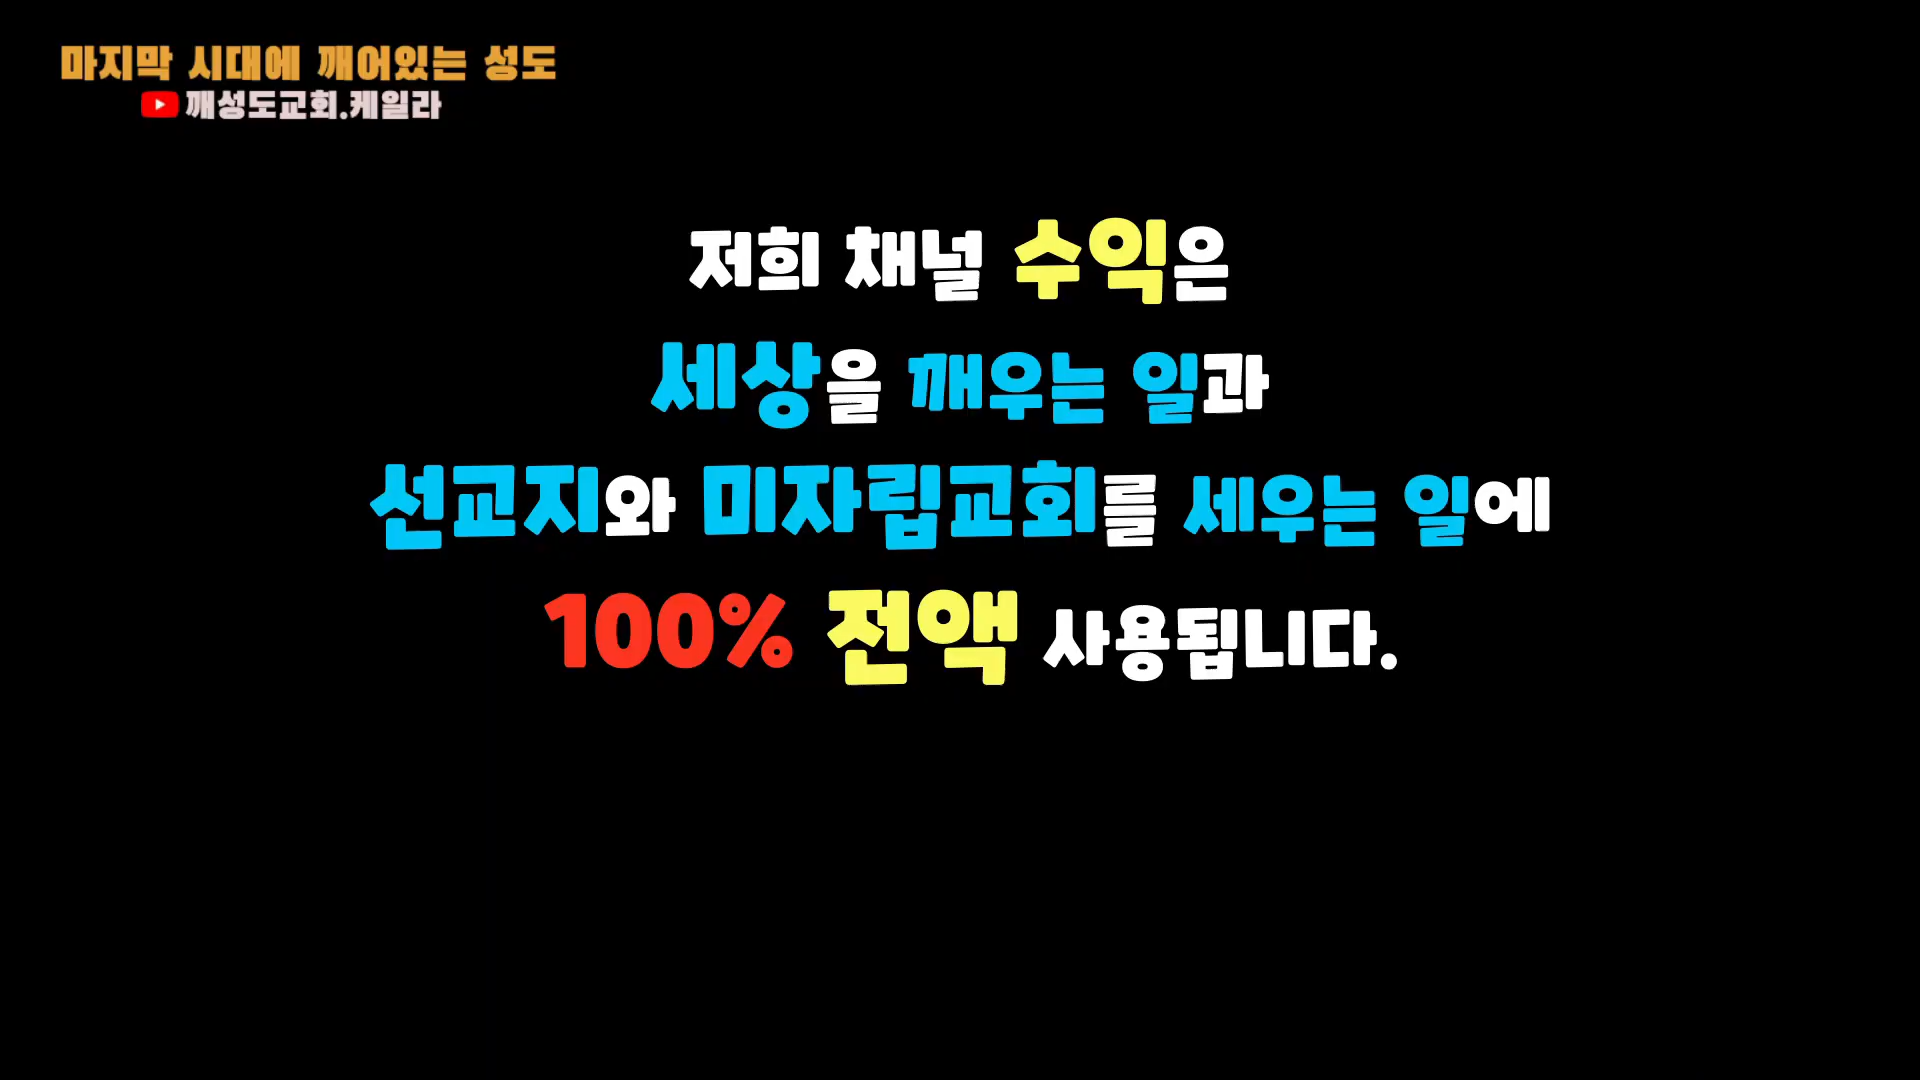 마지막 시대에 깨어있는 성도
깨성도교회.케일라
저희 채널 수익은
세상을 깨우는 일과
선교지와 미자립교회를 세우는 일에
100% 전액 사용됩니다.